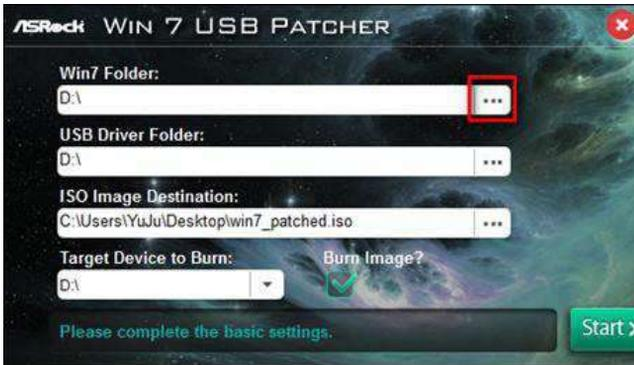 ASRock WIN 7 USB PATCHER
Win7 Folder:
D:\
USB Driver Folder:
D:\
ISO Image Destination:
C:\Users\YuJu\Desktop\win7_patched.iso
Target Device to Burn: Burn Image?
D:\
Please complete the basic settings.
Start